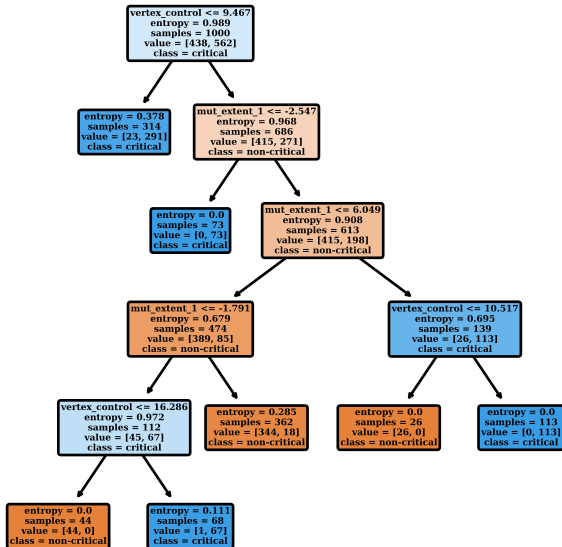 vertex_control <= 9.467
entropy = 0.989
samples = 1000
value = [438, 562]
class = critical
entropy = 0.378
samples = 314
value = [23, 291]
class = critical
mut_extent_1 <= -2.547
entropy = 0.968
samples = 686
value = [415, 271]
class = non-critical
entropy = 0.0
samples = 73
value = [0, 73]
class = critical
mut_extent_1 <= 6.049
entropy = 0.908
samples = 613
value = [415, 198]
class = non-critical
mut_extent_1 <= -1.791
entropy = 0.679
samples = 474
value = [389, 85]
class = non-critical
vertex_control <= 10.517
entropy = 0.695
samples = 139
value = [26, 113]
class = critical
vertex_control <= 16.286
entropy = 0.972
samples = 112
value = [45, 67]
class = critical
entropy = 0.285
samples = 362
value = [344, 18]
class = non-critical
entropy = 0.0
samples = 26
value = [26, 0]
class = non-critical
entropy = 0.0
samples = 113
value = [0, 113]
class = critical
entropy = 0.0
samples = 44
value = [44, 0]
class = non-critical
entropy = 0.111
samples = 68
value = [1, 67]
class = critical